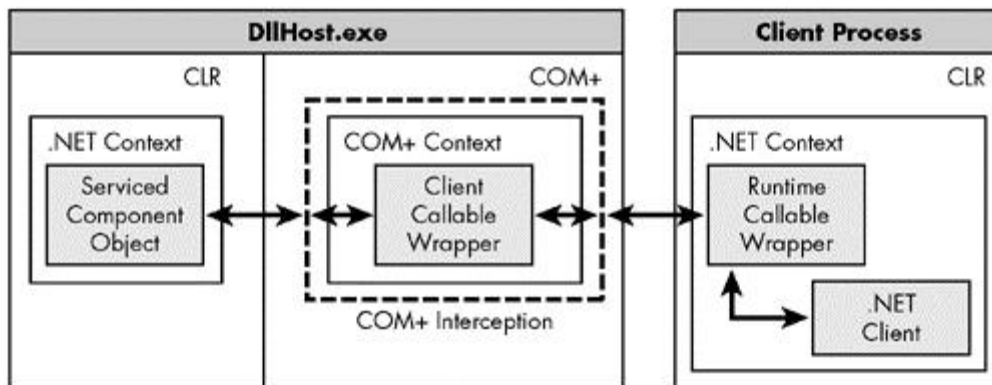 DllHost.exe
Client Process
CLR
COM+
CLR
.NET Context
COM+ Context
.NET Context
Serviced
Component
Object
Client
Callable
Wrapper
Runtime
Callable
Wrapper
COM+ Interception
.NET
Client